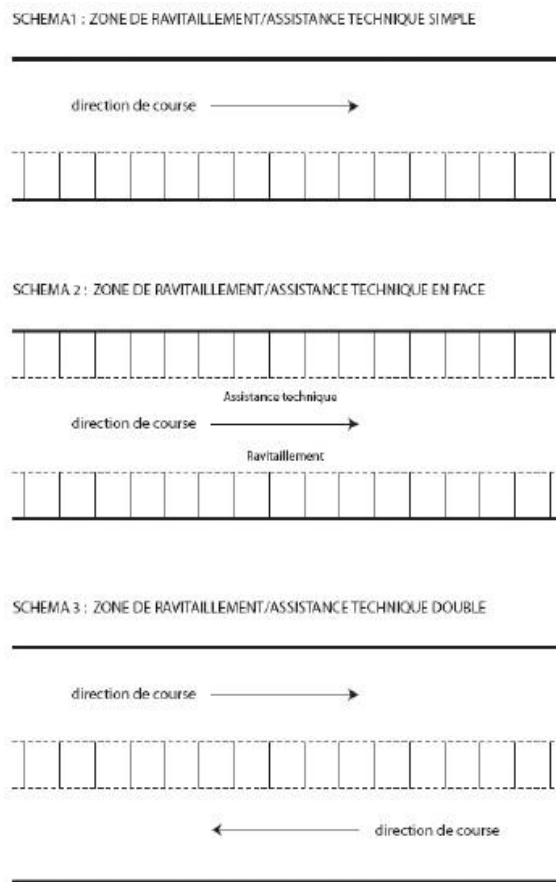 SCHEMA1 : ZONE DE RAVITAILLEMENT/ASSISTANCE TECHNIQUE SIMPLE
direction de course
SCHEMA 2 : ZONE DE RAVITAILLEMENT/ASSISTANCE TECHNIQUE EN FACE
Assistance technique
direction de course
Ravitaillement
SCHEMA 3 : ZONE DE RAVITAILLEMENT/ASSISTANCE TECHNIQUE DOUBLE
direction de course
direction de course